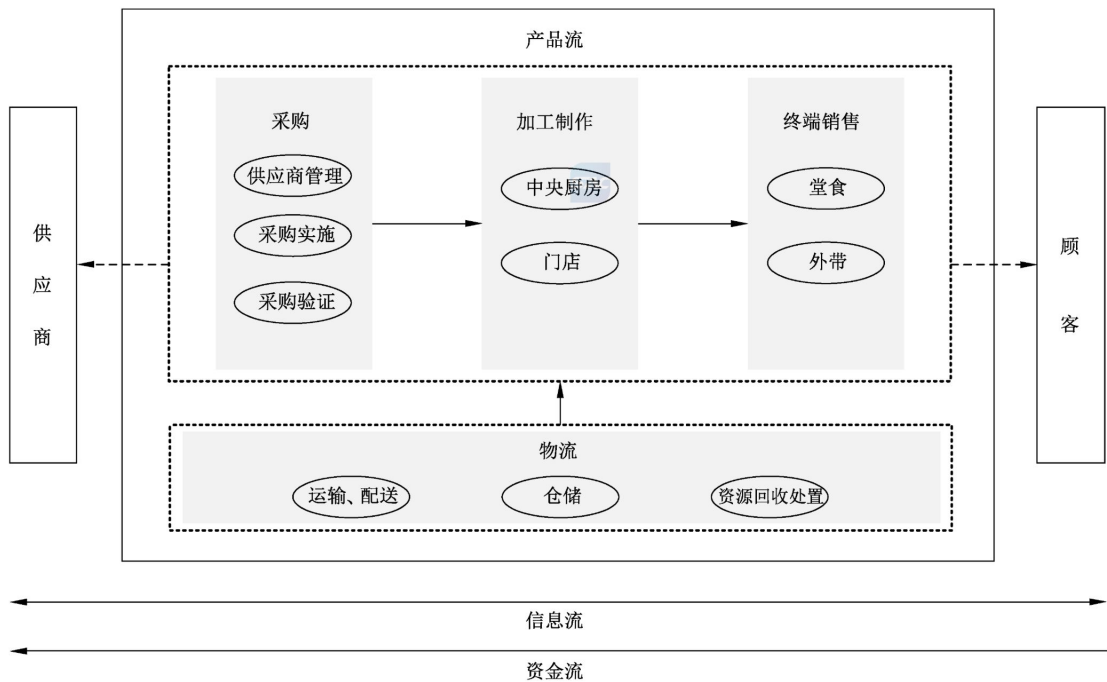 产品流
采购
供应商管理
采购实施
采购验证
加工制作
中央厨房
门店
终端销售
堂食
外带
供应商
顾客
物流
运输、配送
仓储
资源回收处置
信息流
资金流